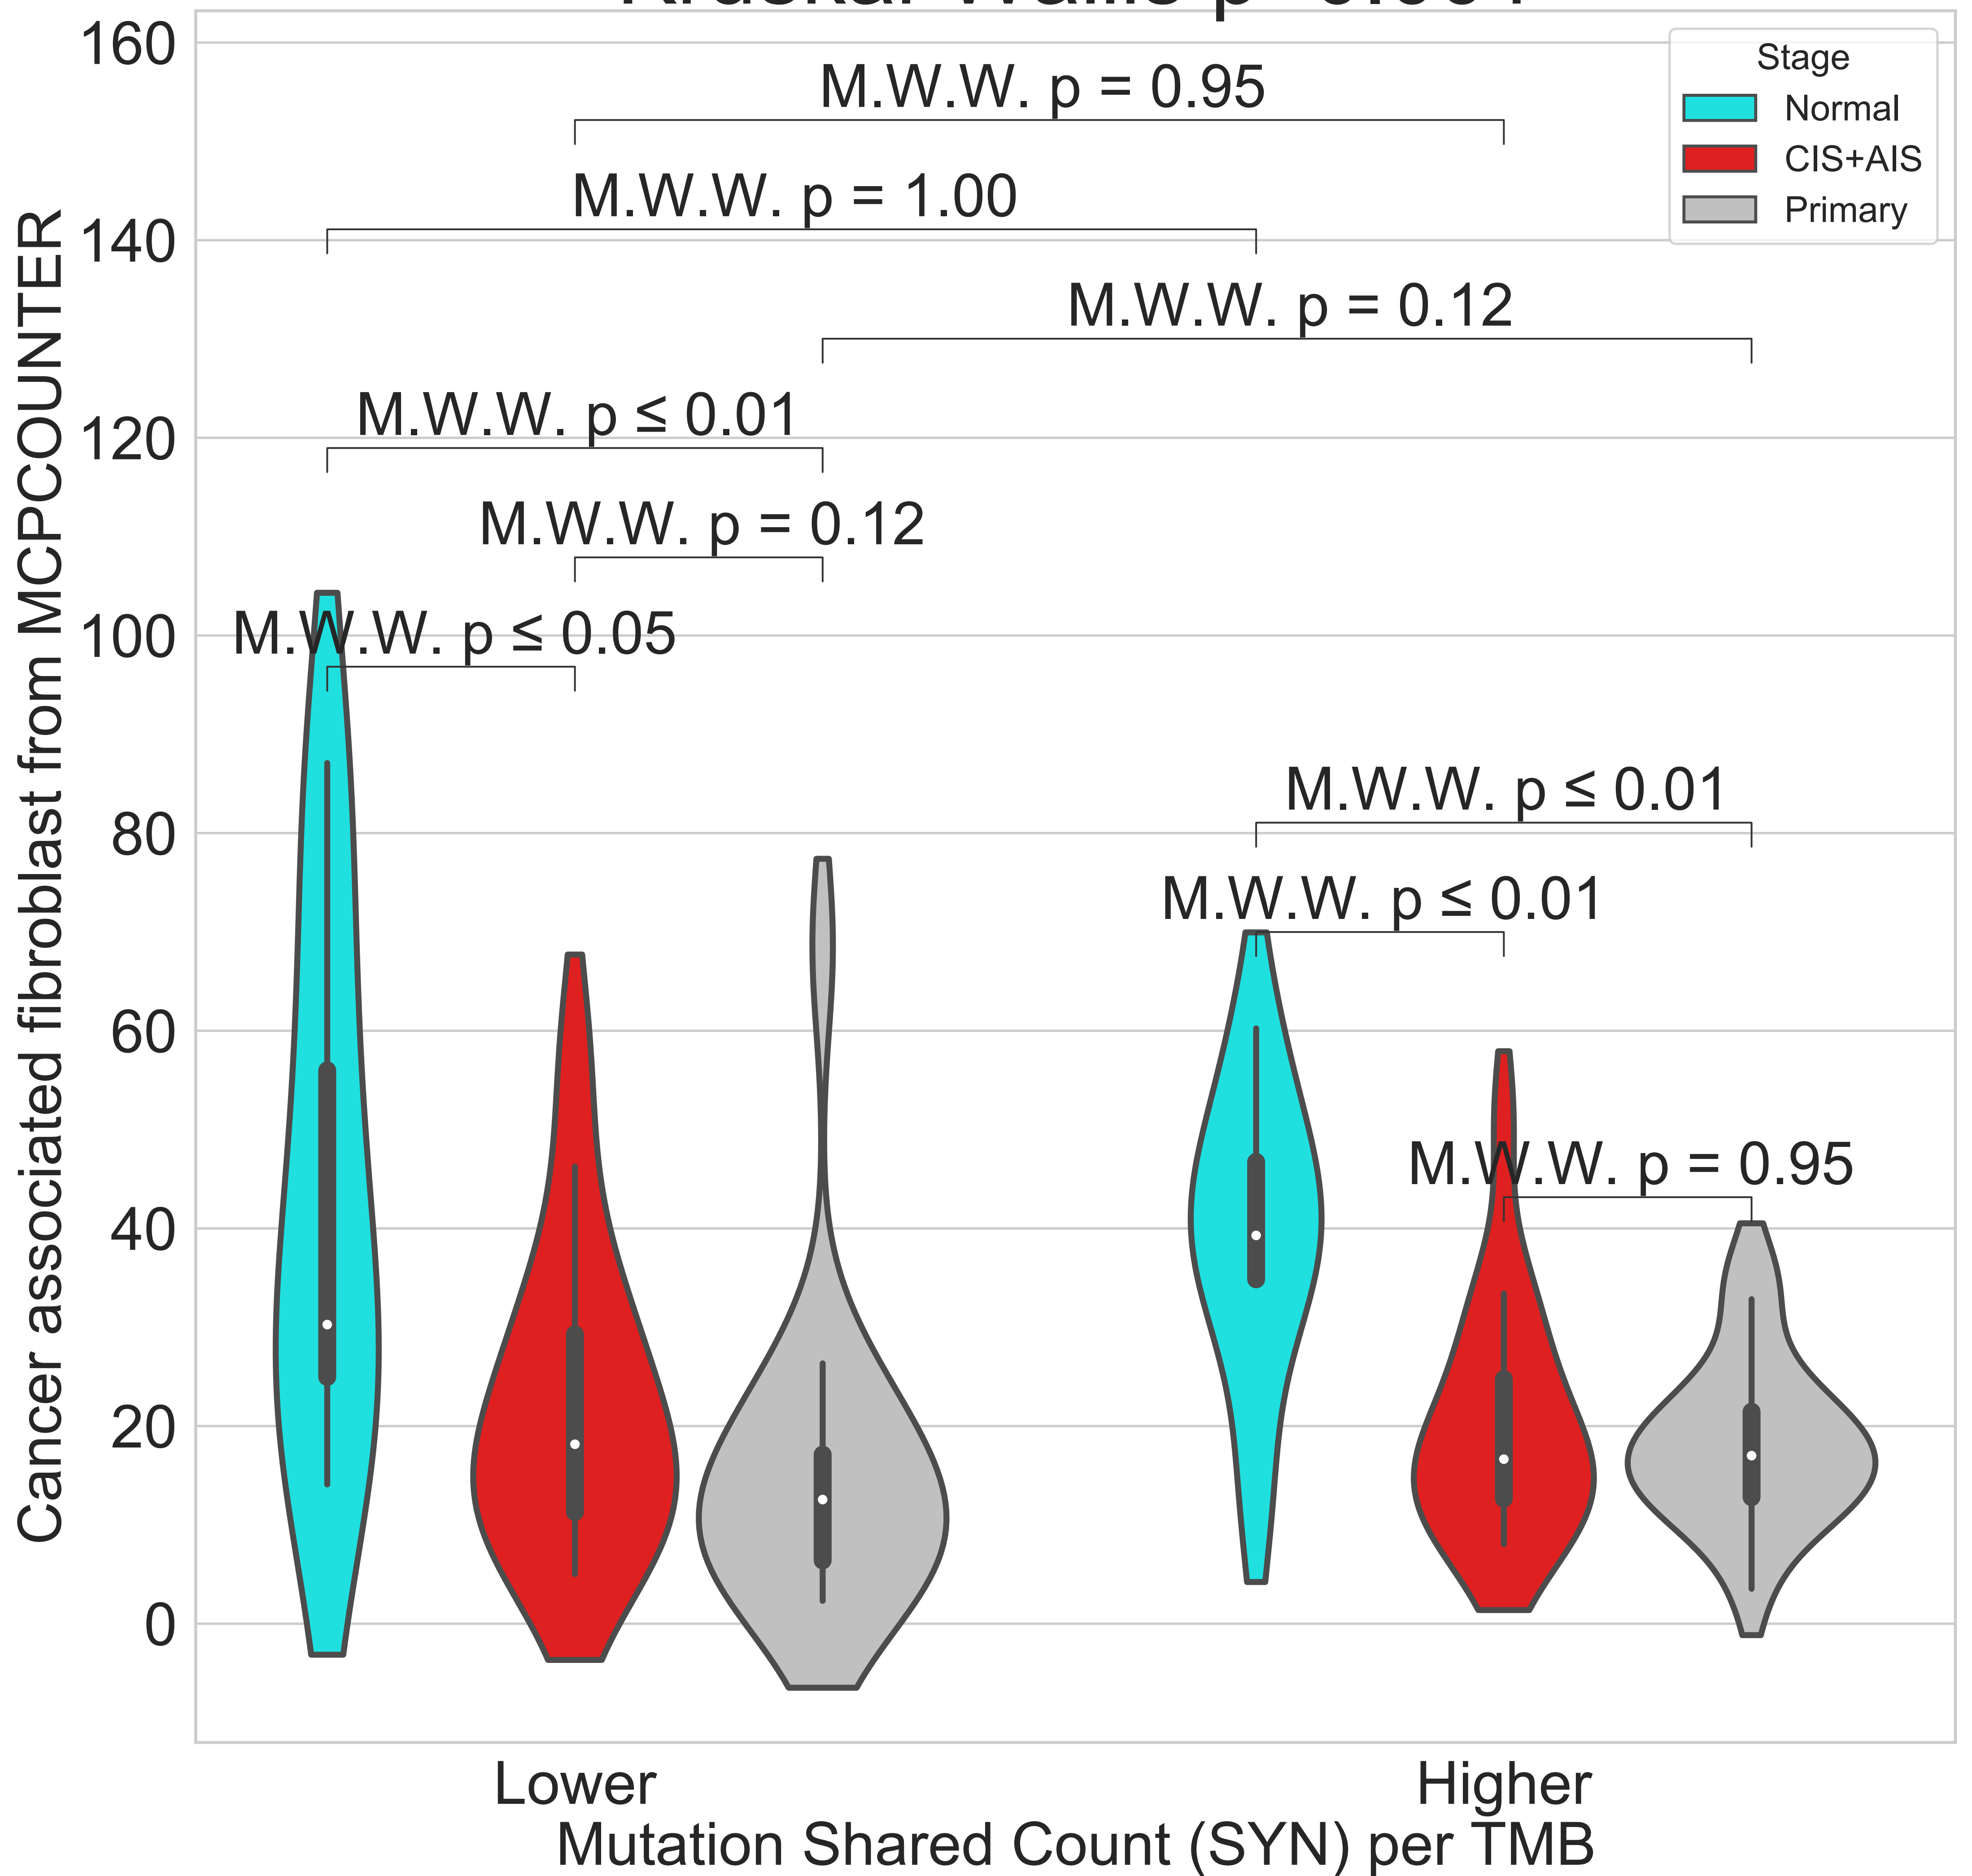 160
140
120
100
80
60
40
20
0
Cancer associated fibroblast from MCPCOUNTER
Stage
Normal
CIS+AIS
Primary
M.W.W. p = 0.95
M.W.W. p = 1.00
M.W.W. p = 0.12
M.W.W. p ≤ 0.01
M.W.W. p = 0.12
M.W.W. p ≤ 0.05
M.W.W. p ≤ 0.01
M.W.W. p ≤ 0.01
M.W.W. p = 0.95
Lower
Higher
Mutation Shared Count (SYN) per TMB